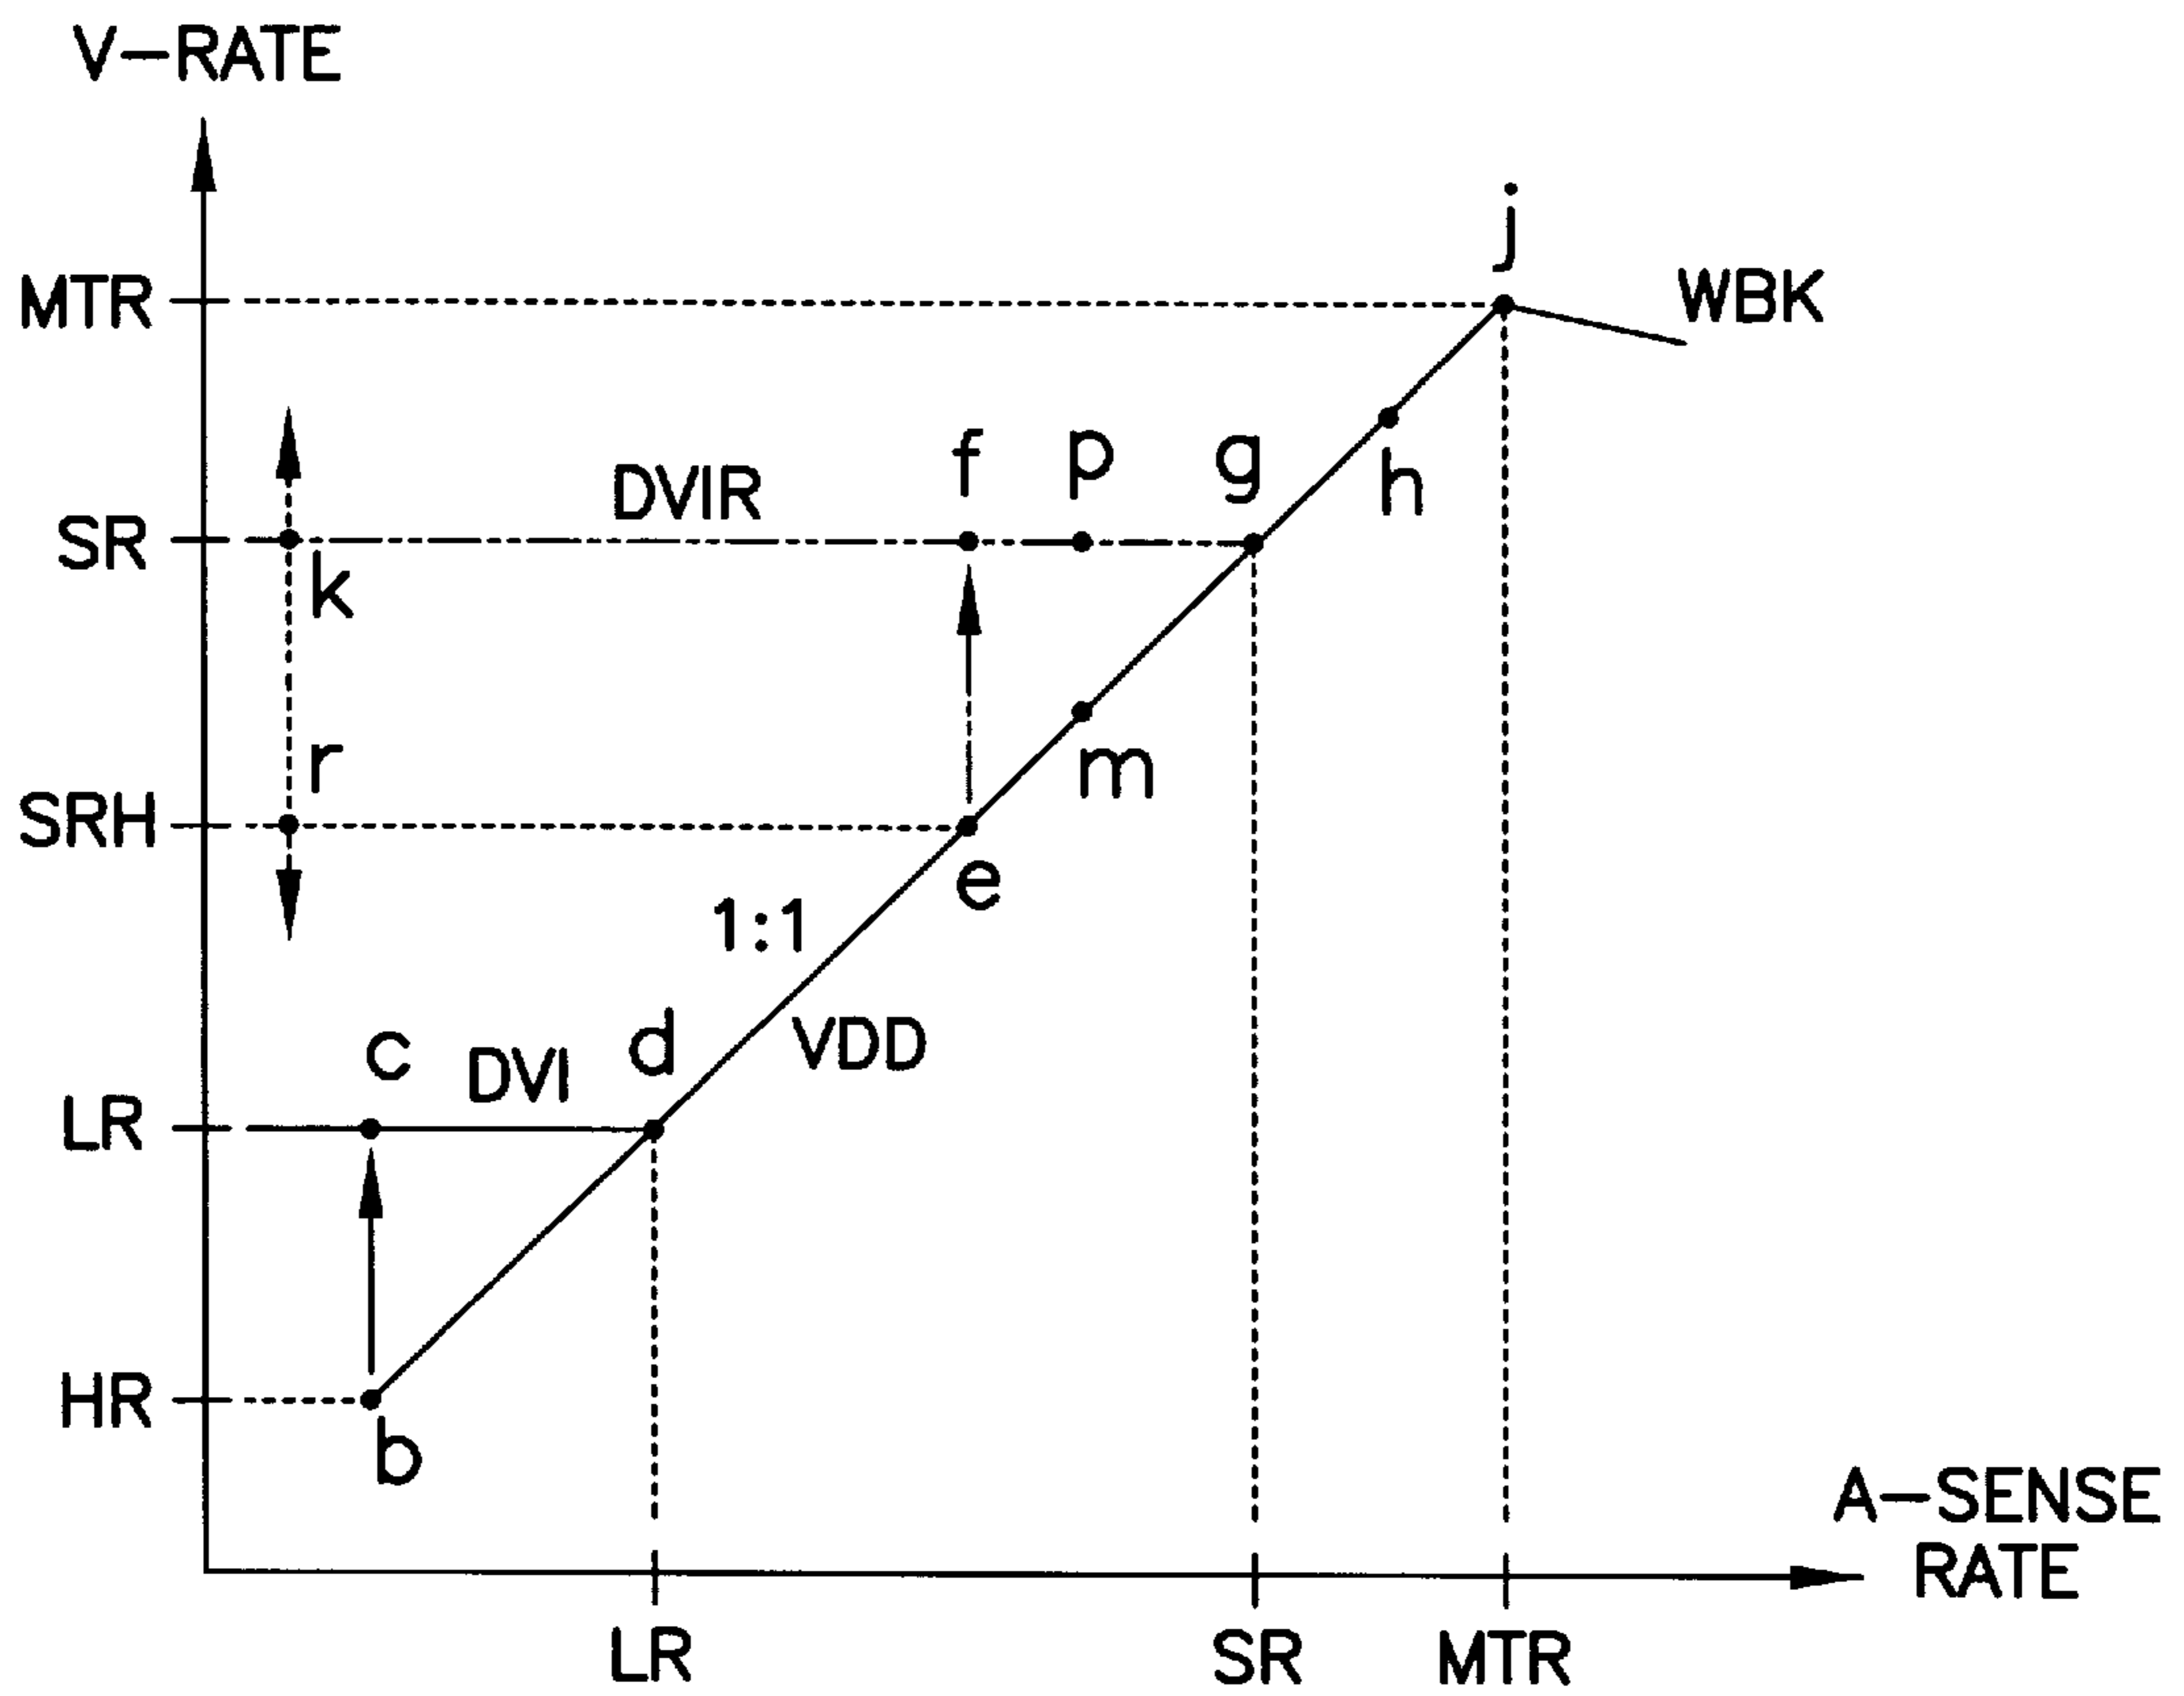 V-RATE
j
MTR
WBK
f p g
DVIR
h
SR
k
r
m
SRH
e
1:1
c DVI d VDD
LR
HR
b
A-SENSE
RATE
LR SR MTR